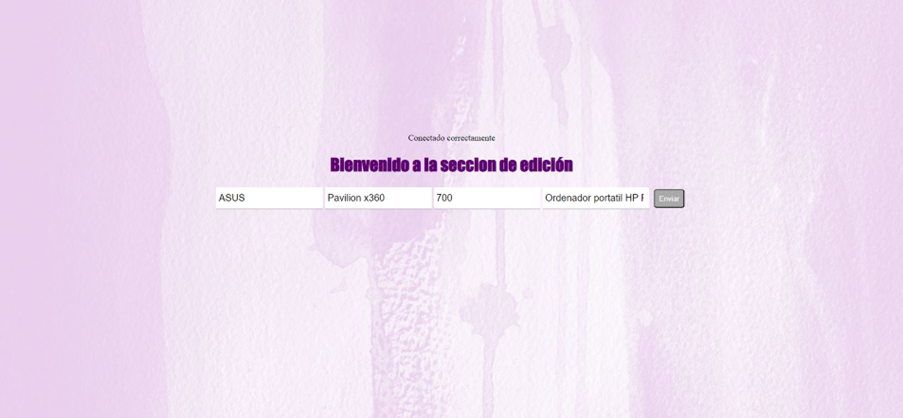 Conectado correctamente
Bienvenido a la seccion de edición
ASUS Pavilion x360 700 Ordenador portatil HP Enviar